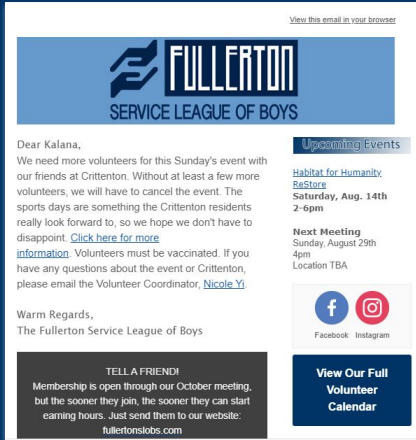 View this email in your browser
FULLERTON
SERVICE LEAGUE OF BOYS
Dear Kalana,
We need more volunteers for this Sunday's event with
our friends at Crittenton. Without at least a few more
volunteers, we will have to cancel the event. The
sports days are something the Crittenton residents
really look forward to, so we hope we don't have to
disappoint. Click here for more
information. Volunteers must be vaccinated. If you
have any questions about the event or Crittenton,
please email the Volunteer Coordinator, Nicole Yi.
Warm Regards,
The Fullerton Service League of Boys
TELL A FRIEND!
Membership is open through our October meeting,
but the sooner they join, the sooner they can start
earning hours. Just send them to our website:
fullertonslobs.com
Upcoming Events
Habitat for Humanity
ReStore
Saturday, Aug. 14th
2-6pm
Next Meeting
Sunday, August 29th
4pm
Location TBA
Facebook Instagram
View Our Full
Volunteer
Calendar